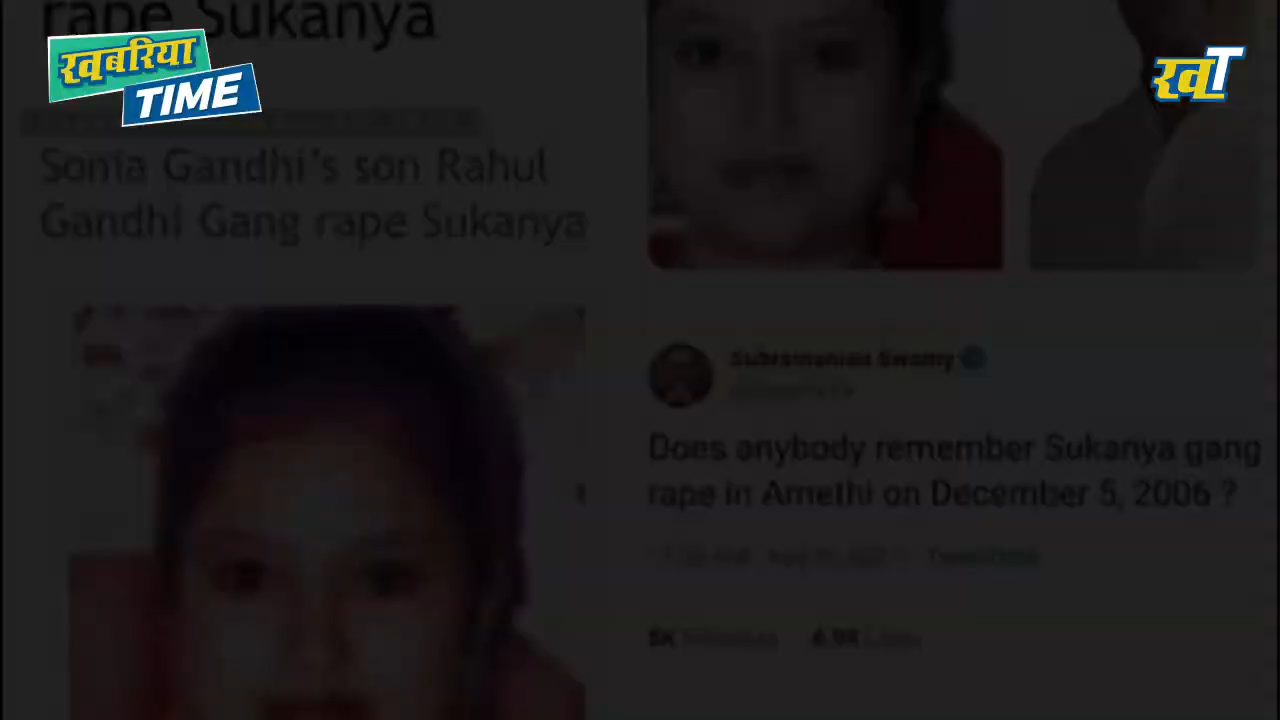 rape Sukanya
खबरिया
TIME
खT
Sonia Gandhi's son Rahul
Gandhi Gang rape Sukanya
Subramanian Swamy
Does anybody remember Sukanya gang
rape in Amethi on December 5, 2006 ?